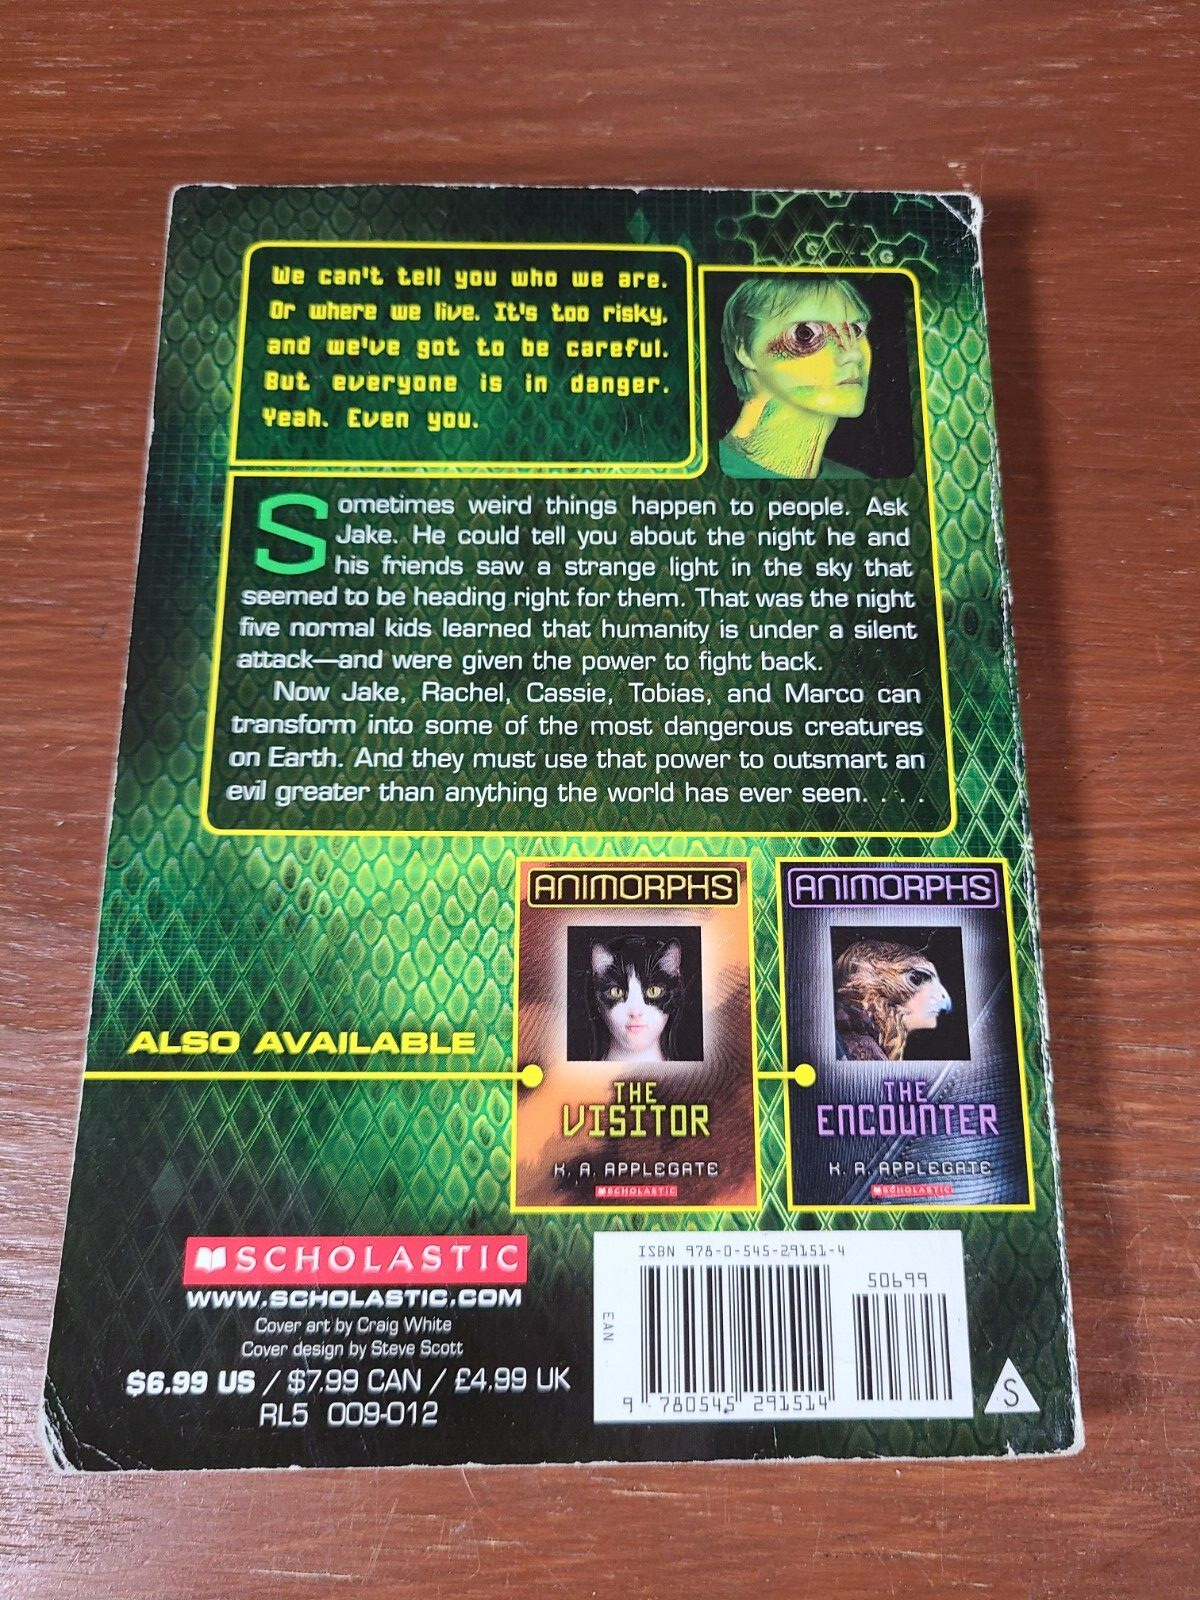 We can't tell you who we are.
Or where we live. It's too risky,
and we've got to be careful.
But everyone is in danger.
Yeah. Even you.
Sometimes weird things happen to people. Ask
Jake. He could tell you about the night he and
his friends saw a strange light in the sky that
seemed to be heading right for them. That was the night
five normal kids learned that humanity is under a silent
attack—and were given the power to fight back.
Now Jake, Rachel, Cassie, Tobias, and Marco can
transform into some of the most dangerous creatures
on Earth. And they must use that power to outsmart an
evil greater than anything the world has ever seen. . . .
ALSO AVAILABLE
ANIMORPHS
THE
VISITOR
K. A. APPLEGATE
SCHOLASTIC
ANIMORPHS
THE
ENCOUNTER
K. A. APPLEGATE
SCHOLASTIC
SCHOLASTIC
WWW.SCHOLASTIC.COM
Cover art by Craig White
Cover design by Steve Scott
$6.99 US / $7.99 CAN / £4.99 UK
RL5 009-012
ISBN 978-0-545-29151-4
50699
EAN
9 780545 291514
S